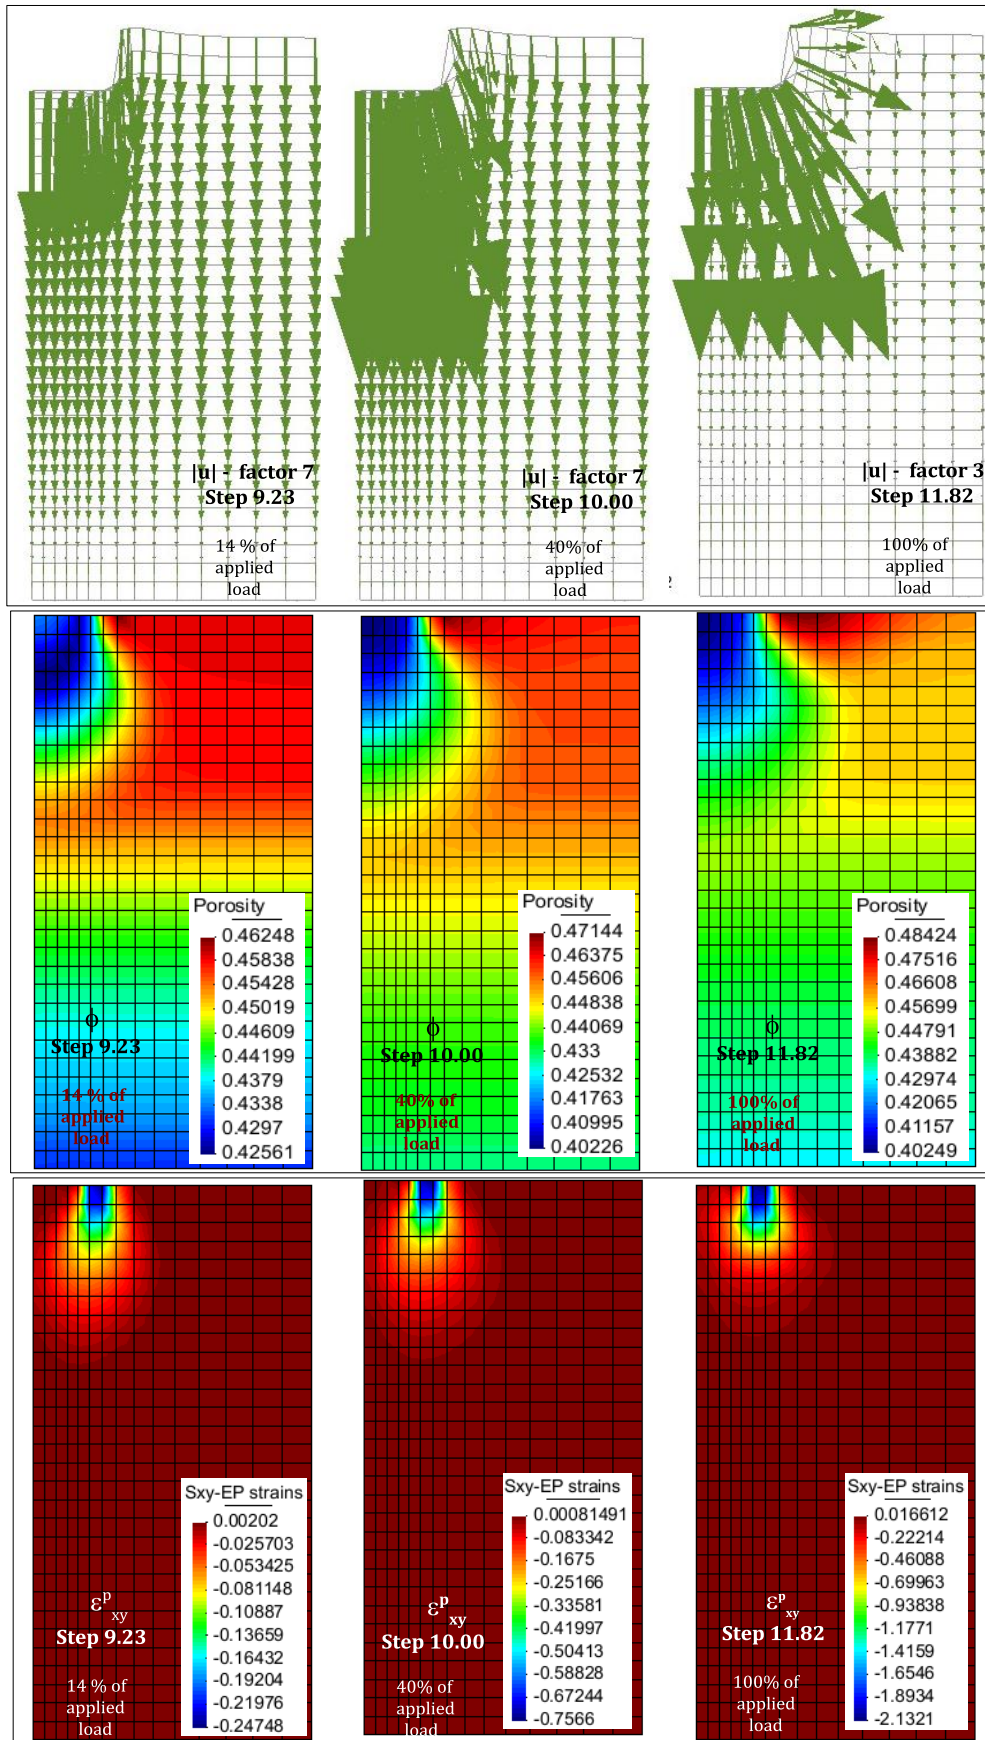 |u| - factor 7
Step 9.23
14 % of
applied
load
|u| - factor 7
Step 10.00
40% of
applied
load
|u| - factor 3
Step 11.82
100% of
applied
load
Porosity
0.46248
0.45838
0.45428
0.45019
0.44609
0.44199
0.4379
0.4338
0.4297
0.42561
ϕ
Step 9.23
14 % of
applied
load
Porosity
0.47144
0.46375
0.45606
0.44838
0.44069
0.433
0.42532
0.41763
0.40995
0.40226
ϕ
Step 10.00
40% of
applied
load
Porosity
0.48424
0.47516
0.46608
0.45699
0.44791
0.43882
0.42974
0.42065
0.41157
0.40249
ϕ
Step 11.82
100% of
applied
load
Sxy-EP strains
0.00202
-0.025703
-0.053425
-0.081148
-0.10887
-0.13659
-0.16432
-0.19204
-0.21976
-0.24748
εᵖxy
Step 9.23
14 % of
applied
load
Sxy-EP strains
0.00081491
-0.083342
-0.1675
-0.25166
-0.33581
-0.41997
-0.50413
-0.58828
-0.67244
-0.7566
εᵖxy
Step 10.00
40% of
applied
load
Sxy-EP strains
0.016612
-0.22214
-0.46088
-0.69963
-0.93838
-1.1771
-1.4159
-1.6546
-1.8934
-2.1321
εᵖxy
Step 11.82
100% of
applied
load